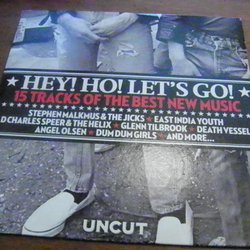 ★HEY! HO! LET'S GO!★
15 TRACKS OF THE BEST NEW MUSIC
STEPHEN MALKMUS & THE JICKS ★ EAST INDIA YOUTH
D CHARLES SPEER & THE HELIX ★ GLENN TILBROOK ★ DEATH VESSEL
ANGEL OLSEN ★ DUM DUM GIRLS ★ AND MORE...
UNCUT